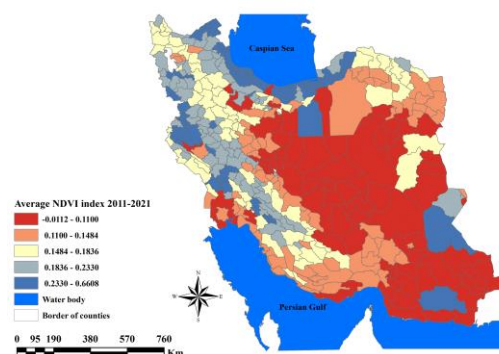 Caspian Sea
Average NDVI index 2011-2021
-0.0112 - 0.1100
0.1100 - 0.1484
0.1484 - 0.1836
0.1836 - 0.2330
0.2330 - 0.6608
Water body
Border of counties
N
W E
S
Persian Gulf
0 95 190 380 570 760
Km